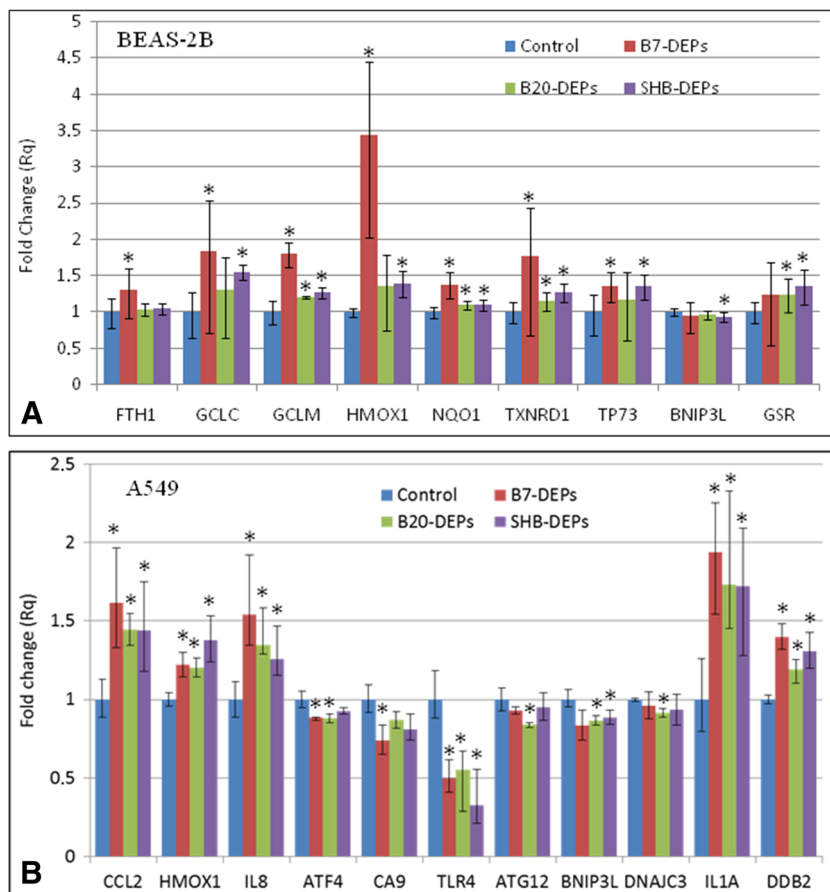 BEAS-2B
Control
B7-DEPs
B20-DEPs
SHB-DEPs
Fold Change (Rq)
5
4.5
4
3.5
3
2.5
2
1.5
1
0.5
0
* * * * * * * * * * * * * * * * * * *
FTH1 GCLC GCLM HMOX1 NQO1 TXNRD1 TP73 BNIP3L GSR
A
A549
Control
B7-DEPs
B20-DEPs
SHB-DEPs
Fold change (Rq)
2.5
2
1.5
1
0.5
0
* * * * * * * * * * * * * * * * * * * * * * * * *
CCL2 HMOX1 IL8 ATF4 CA9 TLR4 ATG12 BNIP3L DNAJC3 IL1A DDB2
B